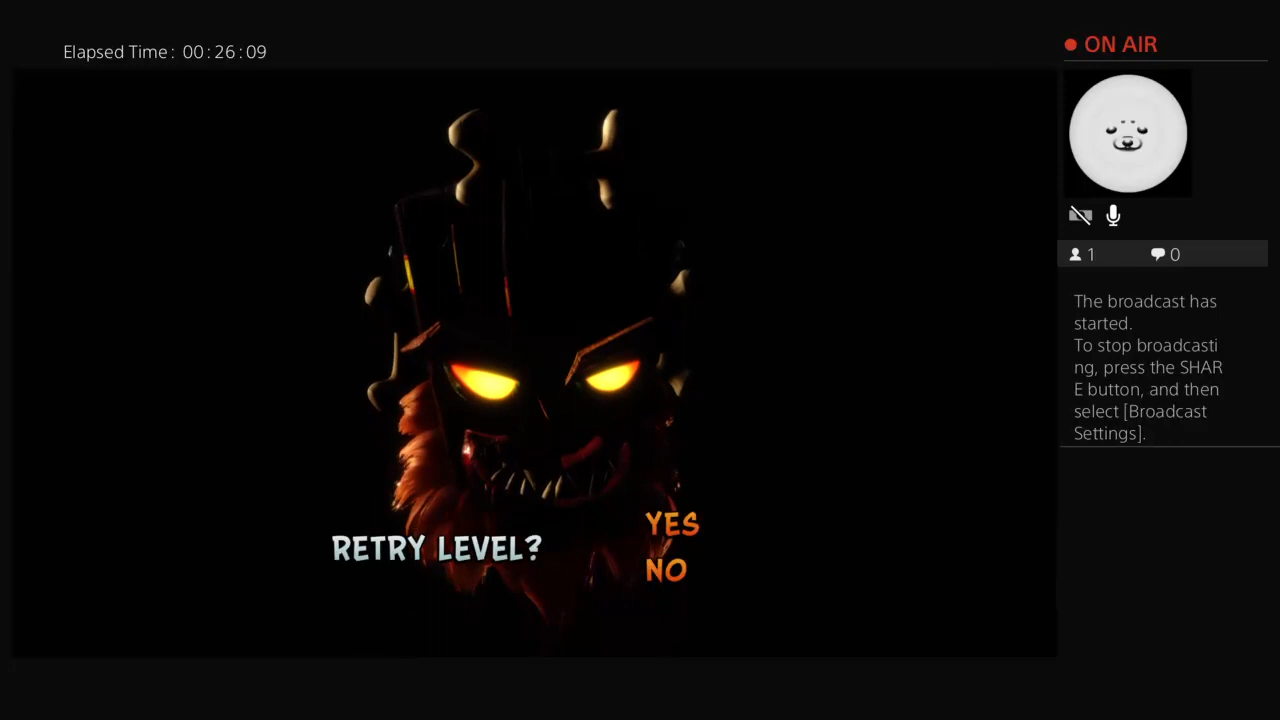 Elapsed Time: 00:26:09
ON AIR
1 0
The broadcast has
started.
To stop broadcasti
ng, press the SHAR
E button, and then
select [Broadcast
Settings].
RETRY LEVEL?
YES
NO